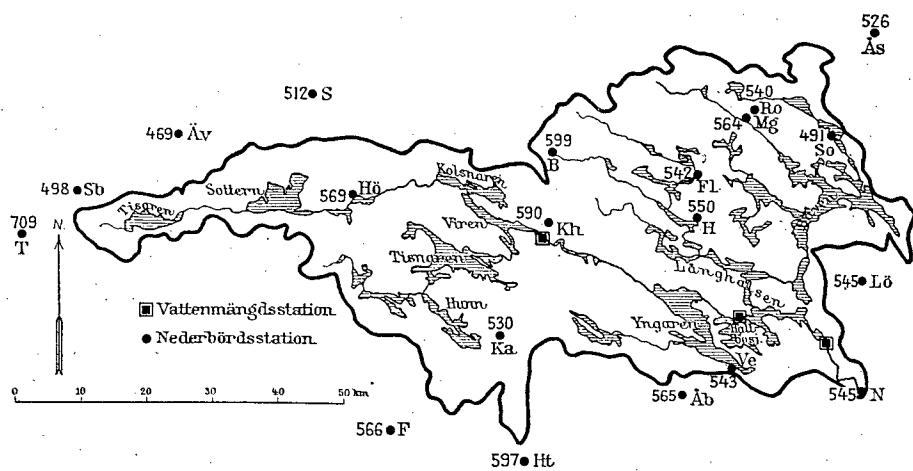 526
Ås
512 S
540
Ro
564 Mg
469 Äv
491
So
599
B
542
Fl.
498 Sb
Sottern
569 Hö
Kolsnaren
Tisaren
709
T
N.
Viren
590
Kh
550
H
Tisnaren
Långhalsen
545 Lö
Vattenmängdsstation
Hunn
Nederbördsstation
530
Ka
Yngaren
Ve
543
0 10 20 30 40 50 km
565 Åb
545 N
566 F
597 Ht